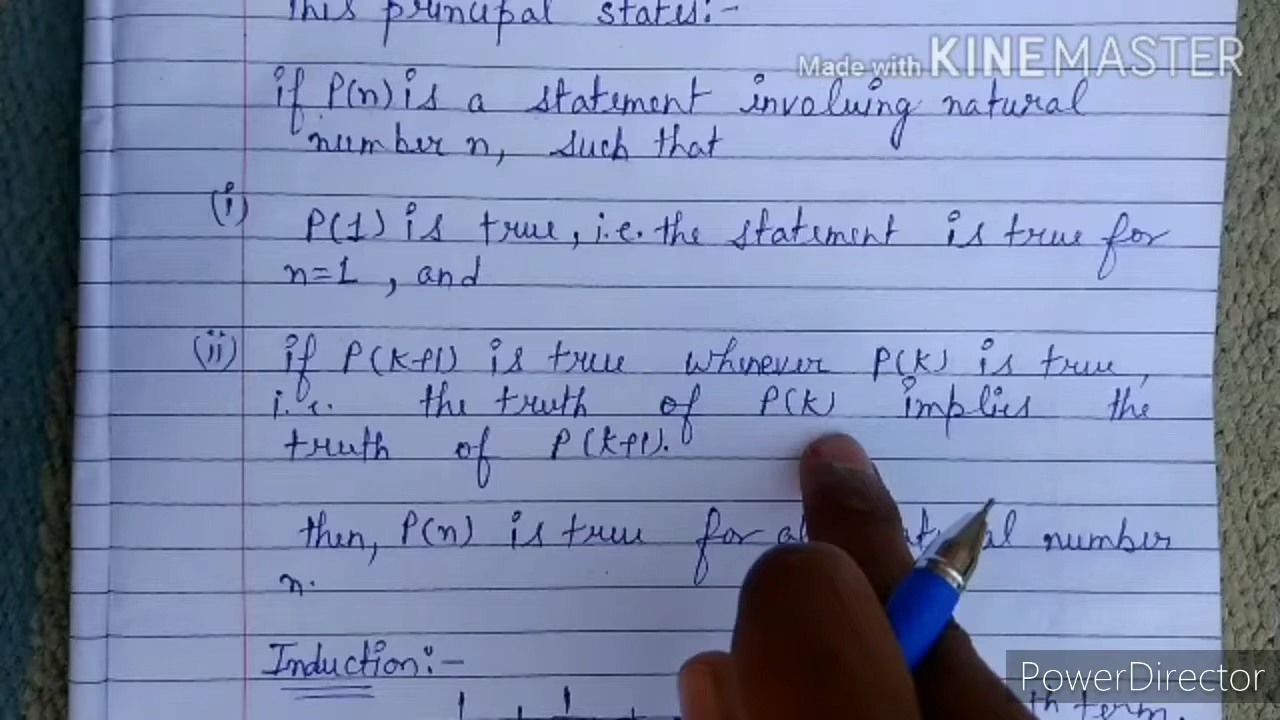 This principal states:-
Made with KINEMASTER
if P(n) is a statement involving natural
number n, such that
(i) P(1) is true, i.e. the statement is true for
n=1 , and
(ii) if P(k+1) is true whenever P(k) is true,
i.e. the truth of P(k) implies the
truth of P(k+1).
then, P(n) is true for number
n.
Induction:-
PowerDirector
th term.